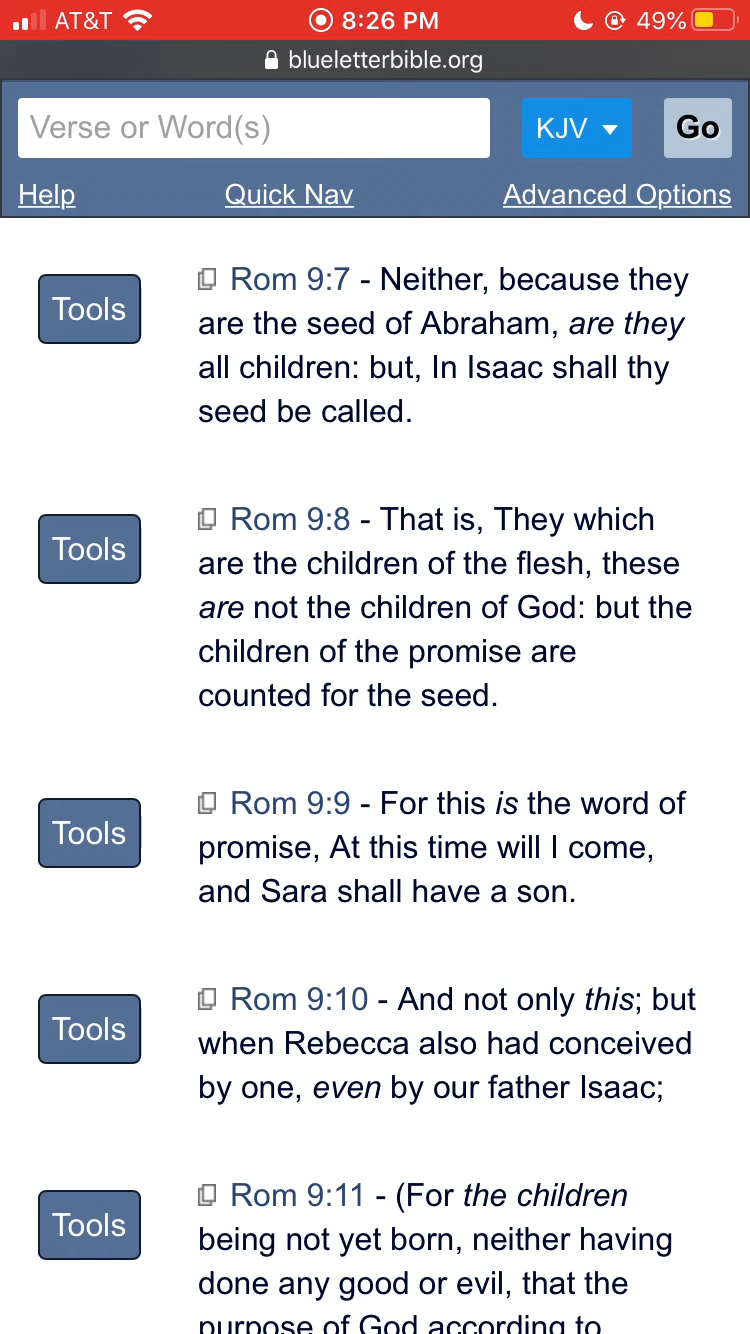 AT&T 8:26 PM 49%
blueletterbible.org
Verse or Word(s) KJV Go
Help Quick Nav Advanced Options
Tools
Rom 9:7 - Neither, because they
are the seed of Abraham, are they
all children: but, In Isaac shall thy
seed be called.
Tools
Rom 9:8 - That is, They which
are the children of the flesh, these
are not the children of God: but the
children of the promise are
counted for the seed.
Tools
Rom 9:9 - For this is the word of
promise, At this time will I come,
and Sara shall have a son.
Tools
Rom 9:10 - And not only this; but
when Rebecca also had conceived
by one, even by our father Isaac;
Tools
Rom 9:11 - (For the children
being not yet born, neither having
done any good or evil, that the
purpose of God according to